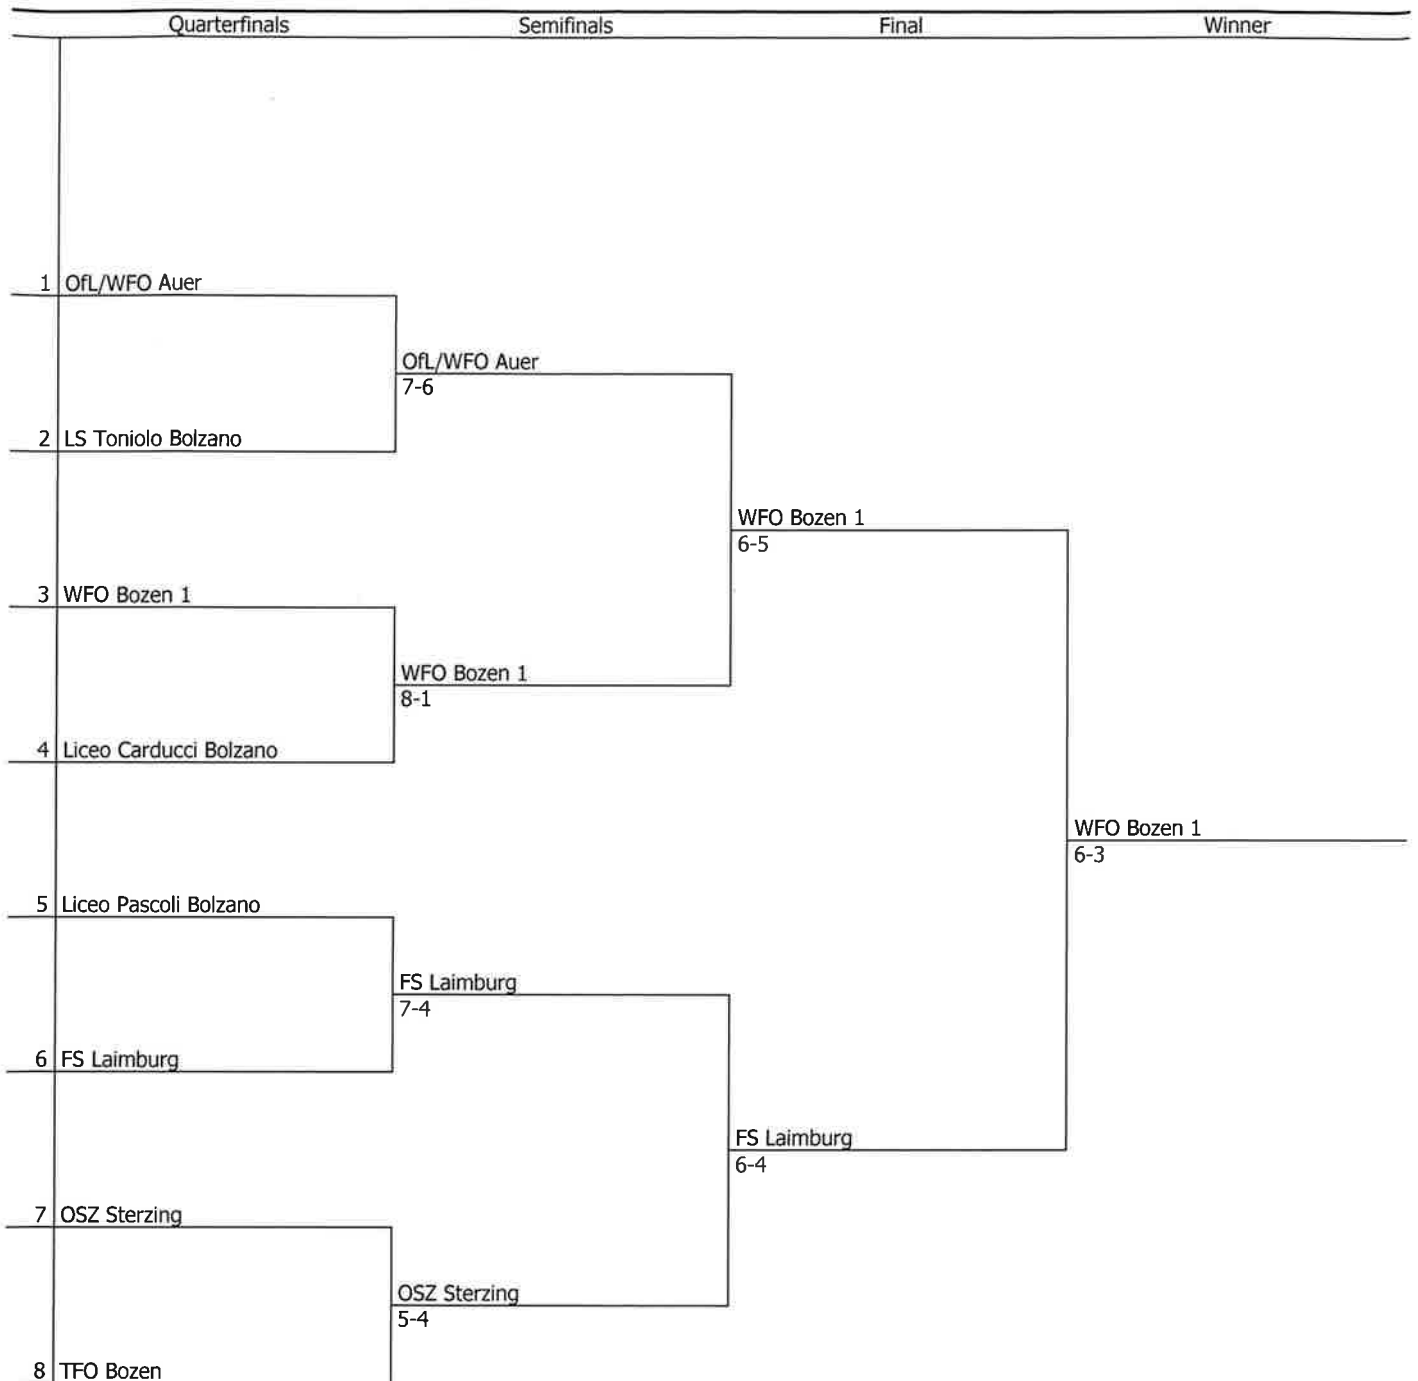 Quarterfinals Semifinals Final Winner
1 OfL/WFO Auer
OfL/WFO Auer
7-6
2 LS Toniolo Bolzano
WFO Bozen 1
6-5
3 WFO Bozen 1
WFO Bozen 1
8-1
4 Liceo Carducci Bolzano
WFO Bozen 1
6-3
5 Liceo Pascoli Bolzano
FS Laimburg
7-4
6 FS Laimburg
FS Laimburg
6-4
7 OSZ Sterzing
OSZ Sterzing
5-4
8 TFO Bozen